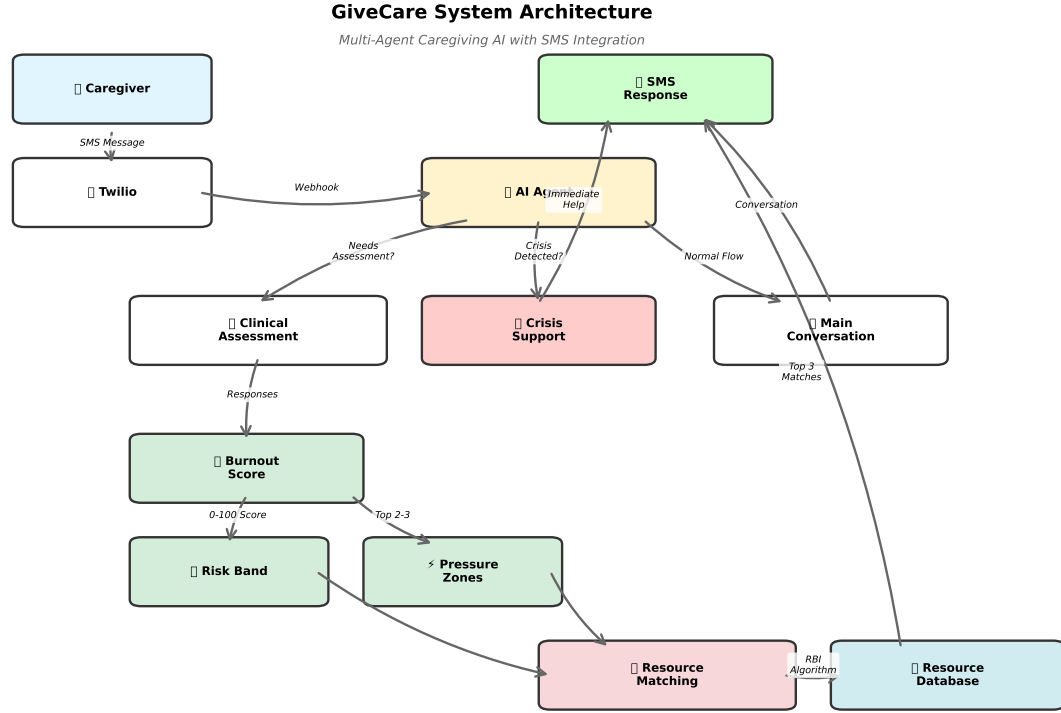 GiveCare System Architecture
Multi-Agent Caregiving AI with SMS Integration
Caregiver
SMS
Response
SMS Message
Twilio
Webhook
AI Agent
Immediate
Help
Conversation
Needs
Assessment?
Crisis
Detected?
Normal Flow
Clinical
Assessment
Crisis
Support
Main
Conversation
Top 3
Matches
Responses
Burnout
Score
0-100 Score
Top 2-3
Risk Band
⚡ Pressure
Zones
Resource
Matching
RBI
Algorithm
Resource
Database